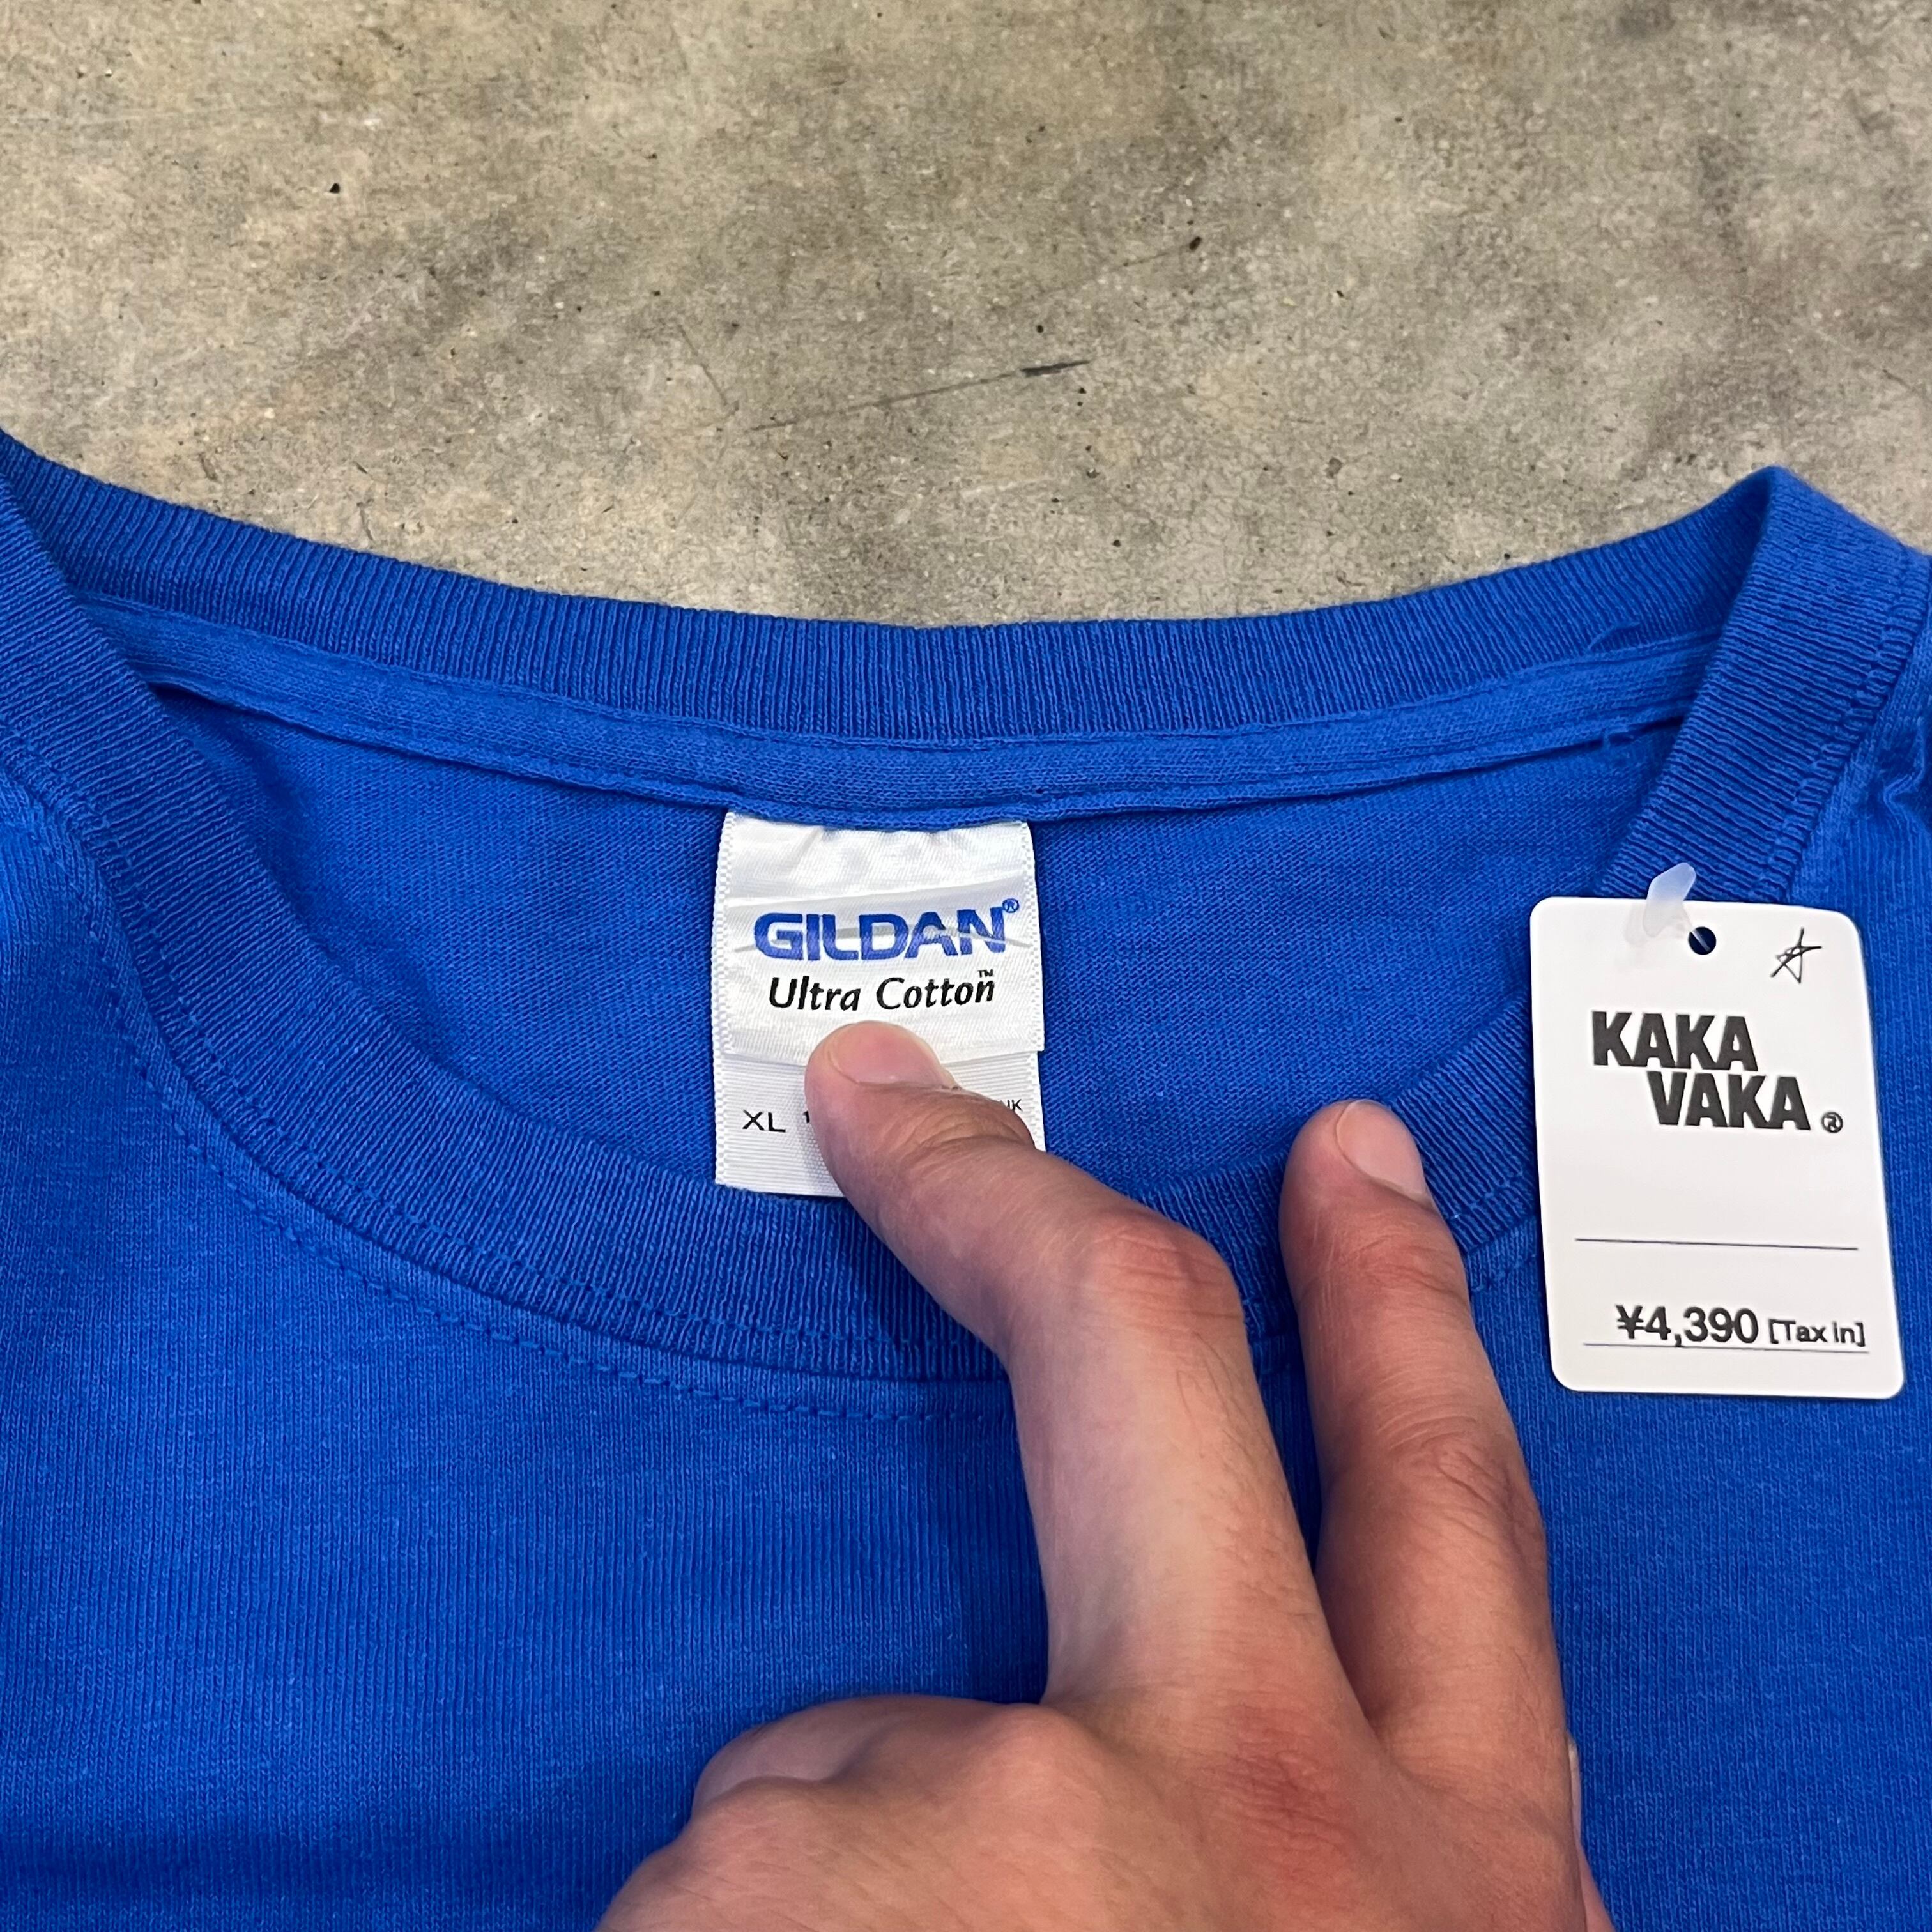 GILDAN®
Ultra Cotton™
XL
KAKA
VAKA ®
¥4,390 [Tax in]